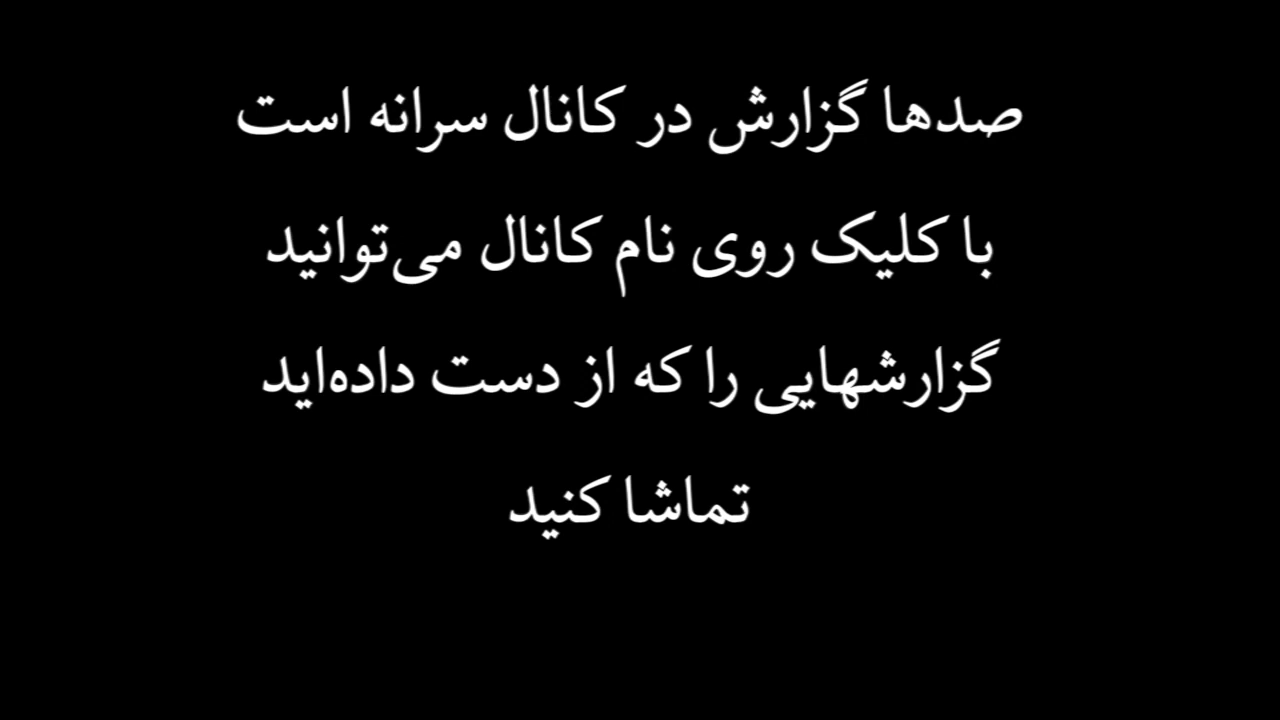 صدها گزارش در کانال سرانه است
با کلیک روی نام کانال می‌توانید
گزارشهایی را که از دست داده‌اید
تماشا کنید